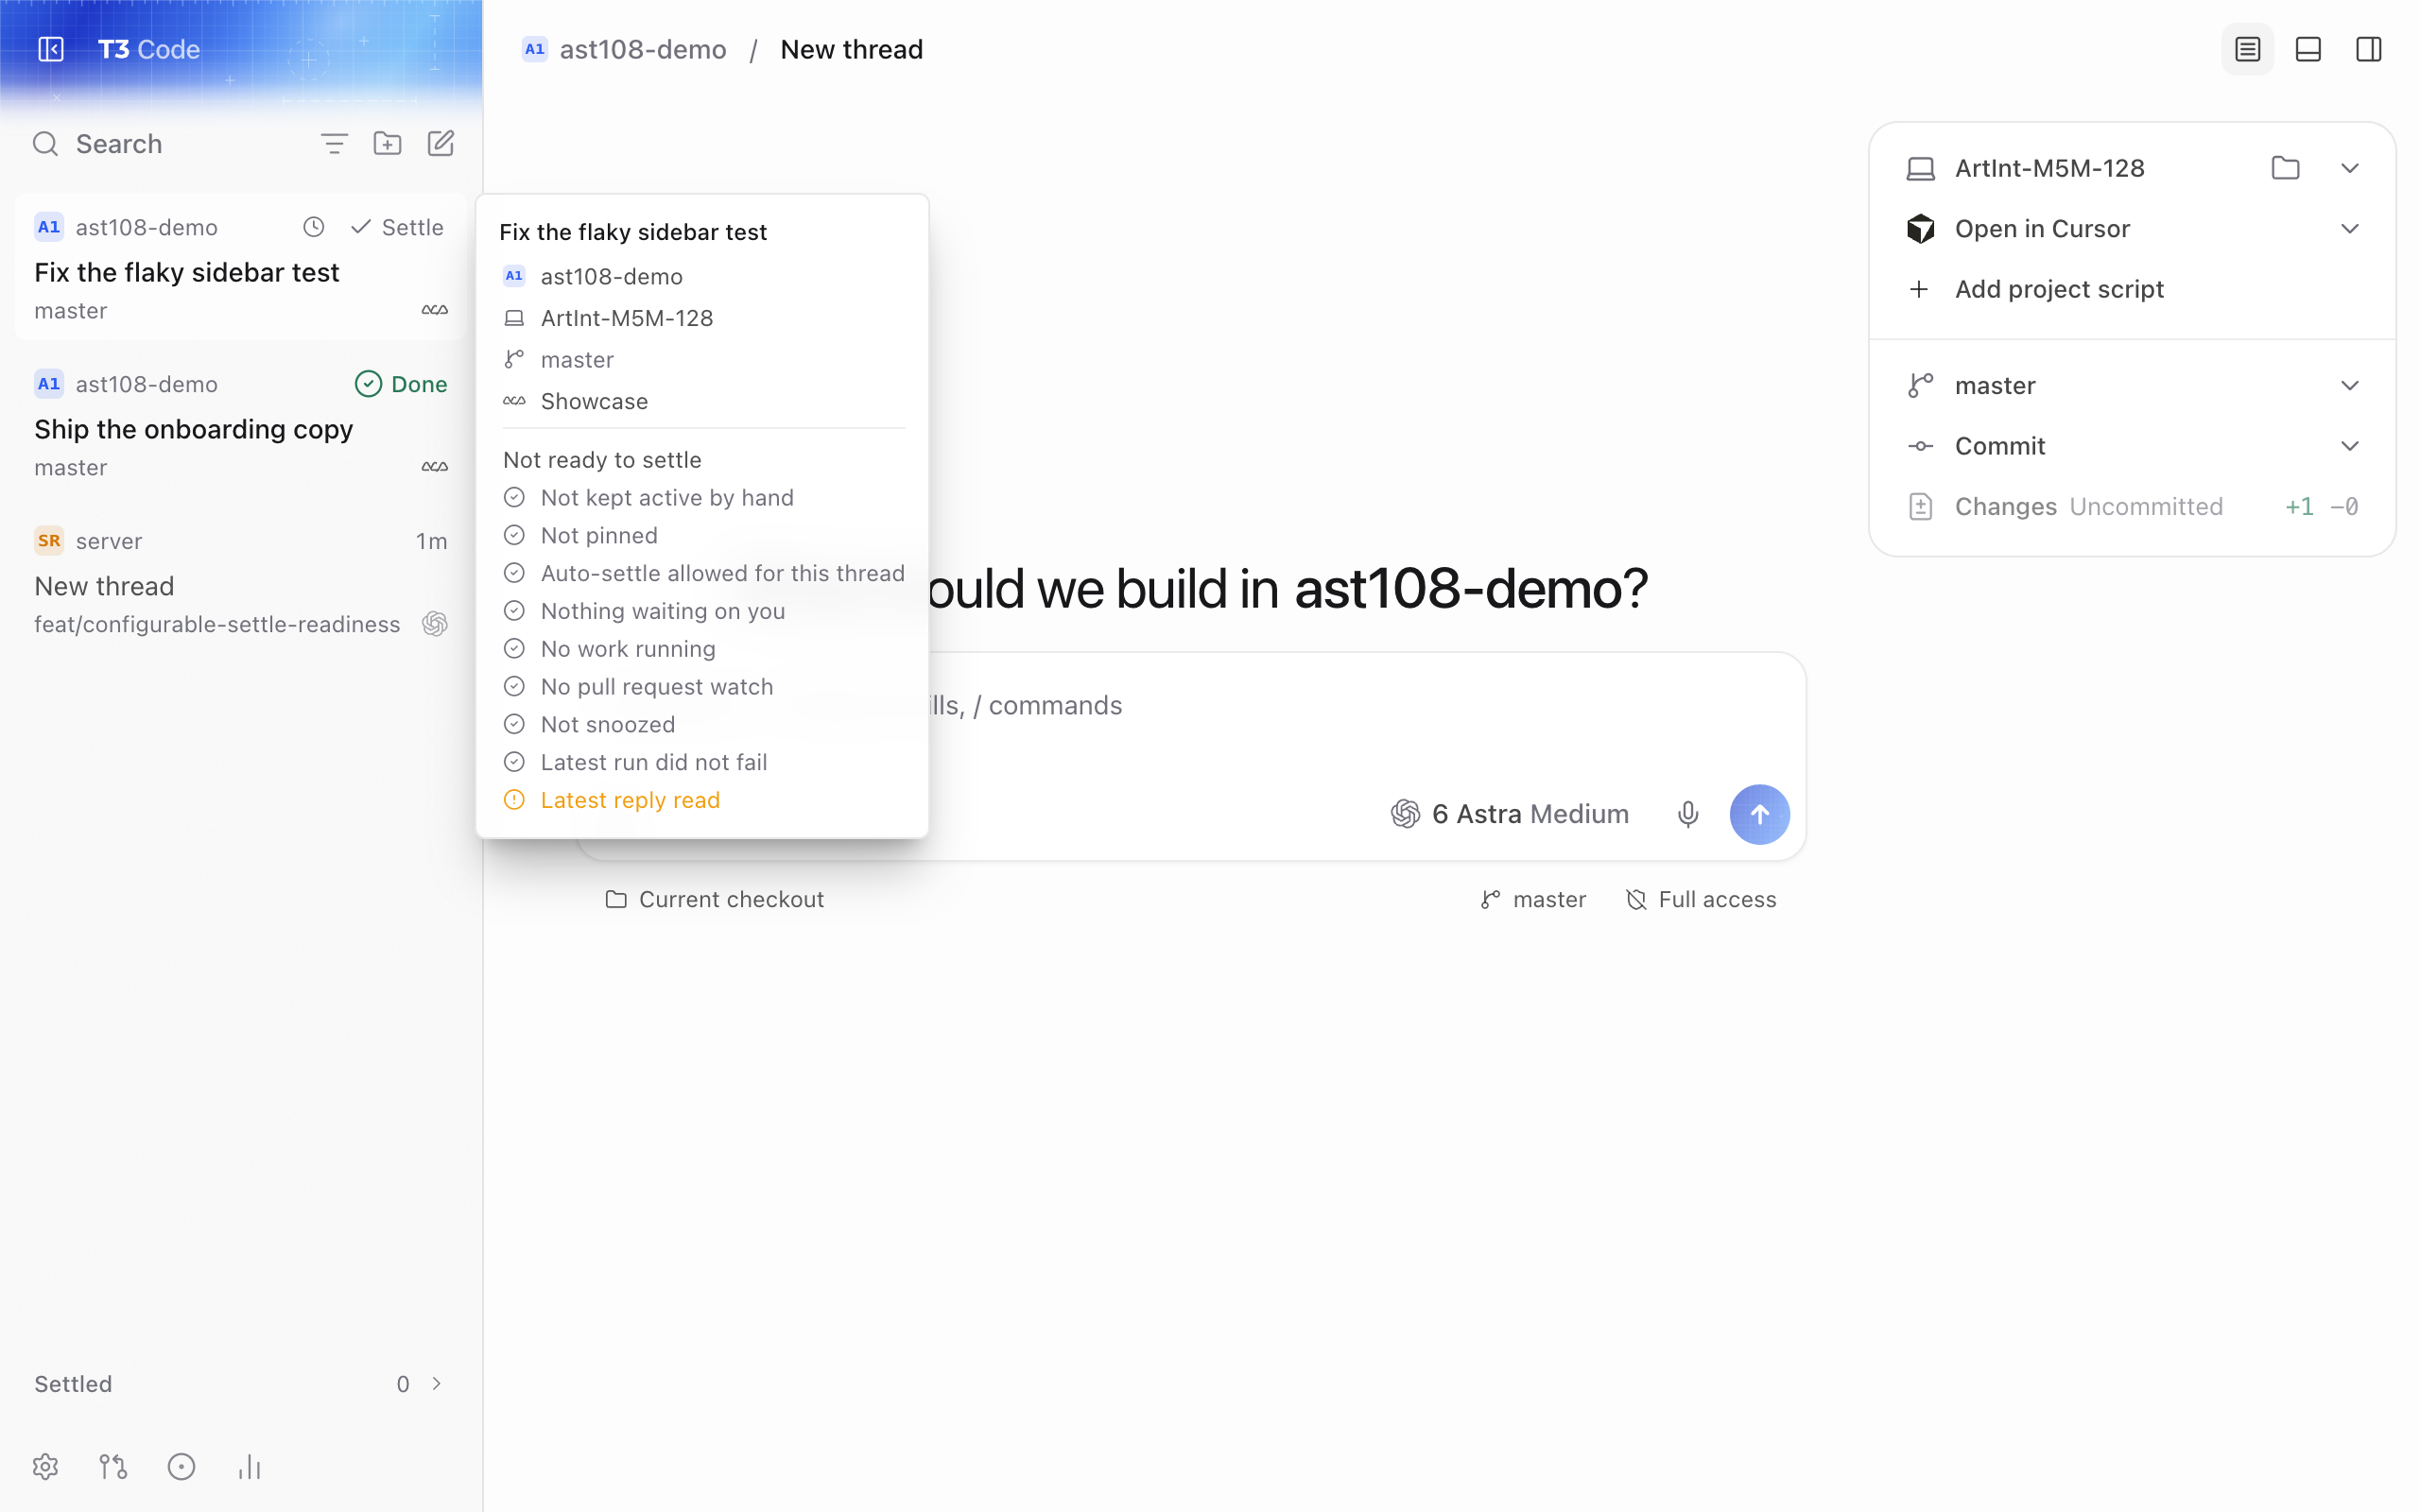 T3 Code
Search
A1 ast108-demo Settle
Fix the flaky sidebar test
master
A1 ast108-demo Done
Ship the onboarding copy
master
SR server 1m
New thread
feat/configurable-settle-readiness
Settled 0
A1 ast108-demo / New thread
Fix the flaky sidebar test
A1 ast108-demo
ArtInt-M5M-128
master
Showcase
Not ready to settle
Not kept active by hand
Not pinned
Auto-settle allowed for this thread
Nothing waiting on you
No work running
No pull request watch
Not snoozed
Latest run did not fail
Latest reply read
ould we build in ast108-demo?
ills, / commands
6 Astra Medium
Current checkout
master
Full access
ArtInt-M5M-128
Open in Cursor
Add project script
master
Commit
Changes Uncommitted +1 −0